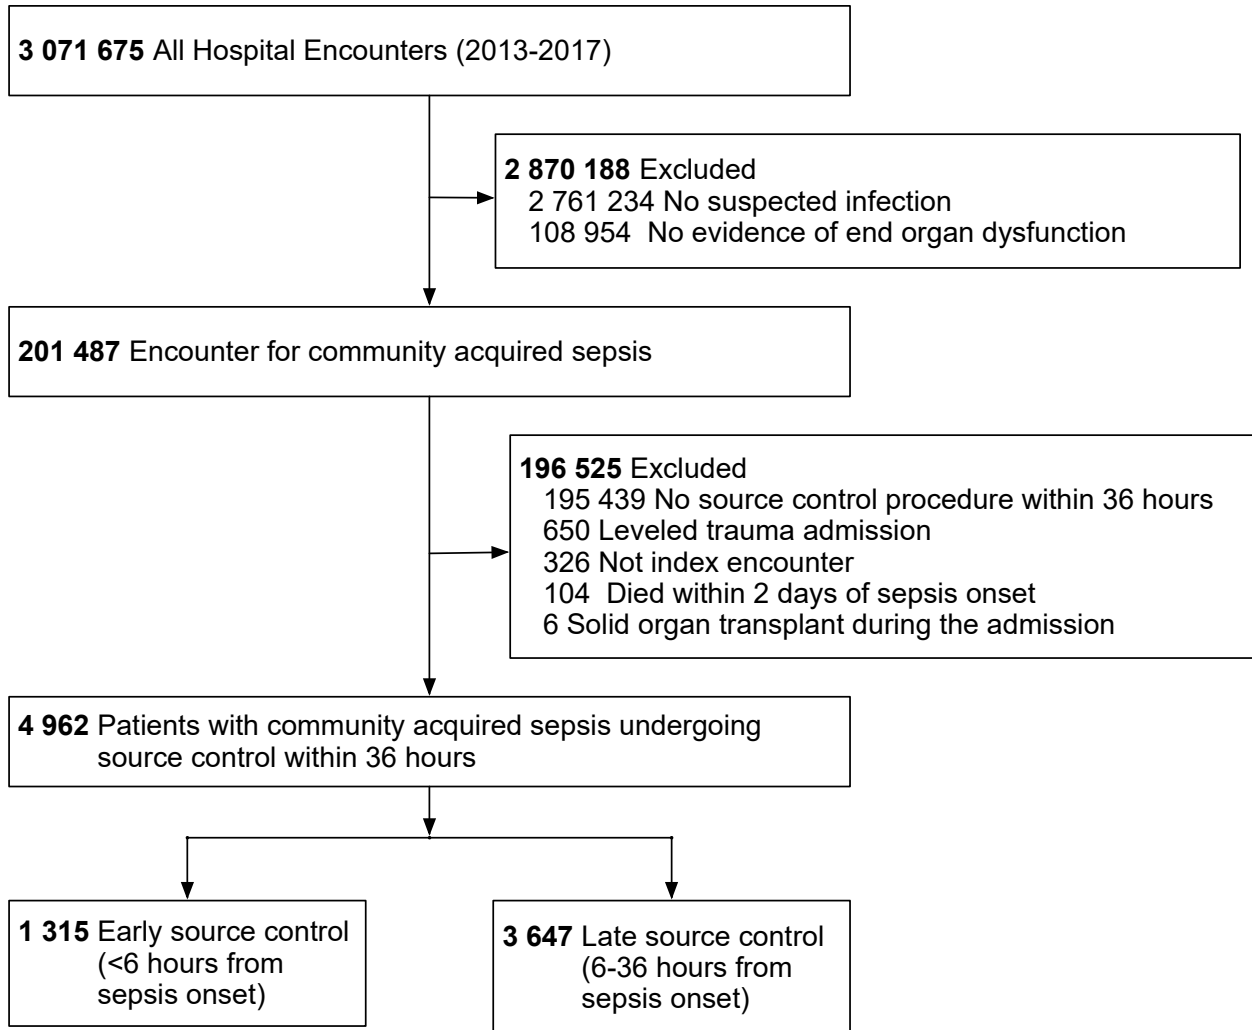 3 071 675 All Hospital Encounters (2013-2017)
2 870 188 Excluded
2 761 234 No suspected infection
108 954 No evidence of end organ dysfunction
201 487 Encounter for community acquired sepsis
196 525 Excluded
195 439 No source control procedure within 36 hours
650 Leveled trauma admission
326 Not index encounter
104 Died within 2 days of sepsis onset
6 Solid organ transplant during the admission
4 962 Patients with community acquired sepsis undergoing
source control within 36 hours
1 315 Early source control
(<6 hours from
sepsis onset)
3 647 Late source control
(6-36 hours from
sepsis onset)